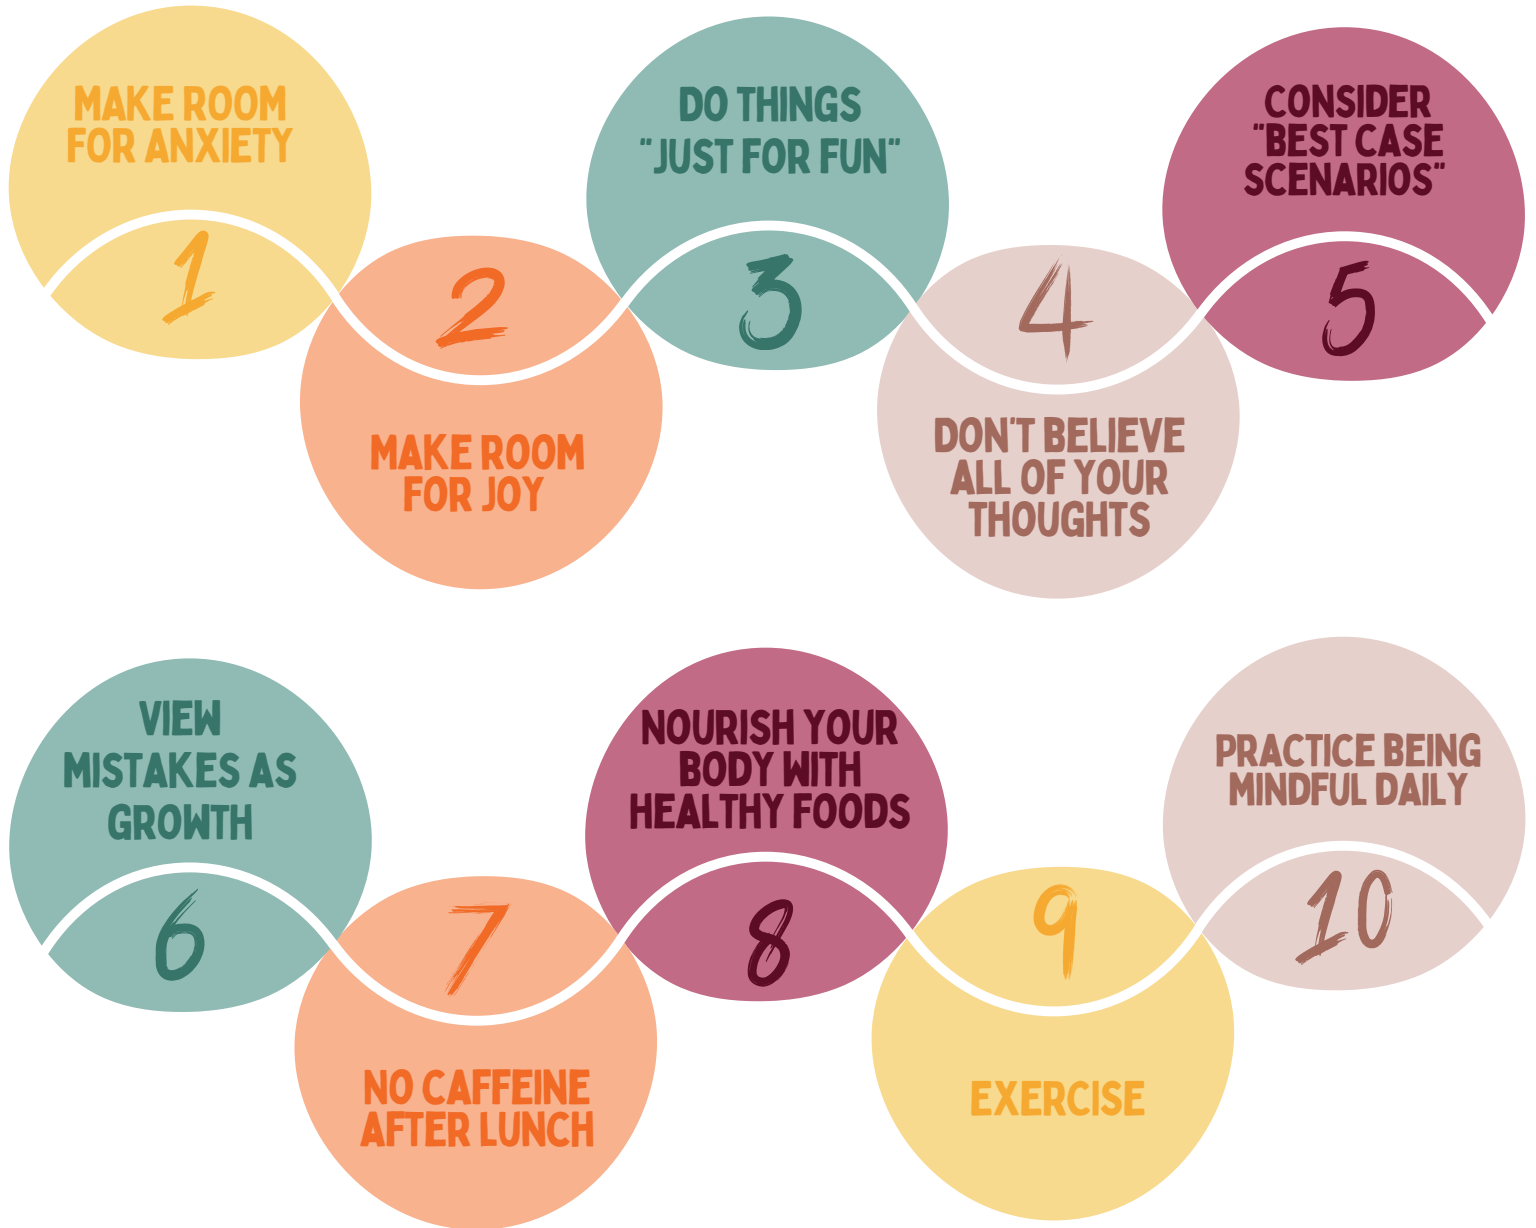 MAKE ROOM
FOR ANXIETY
1
2
MAKE ROOM
FOR JOY
DO THINGS
"JUST FOR FUN"
3
4
DON'T BELIEVE
ALL OF YOUR
THOUGHTS
CONSIDER
"BEST CASE
SCENARIOS"
5
VIEW
MISTAKES AS
GROWTH
6
7
NO CAFFEINE
AFTER LUNCH
NOURISH YOUR
BODY WITH
HEALTHY FOODS
8
9
EXERCISE
PRACTICE BEING
MINDFUL DAILY
10